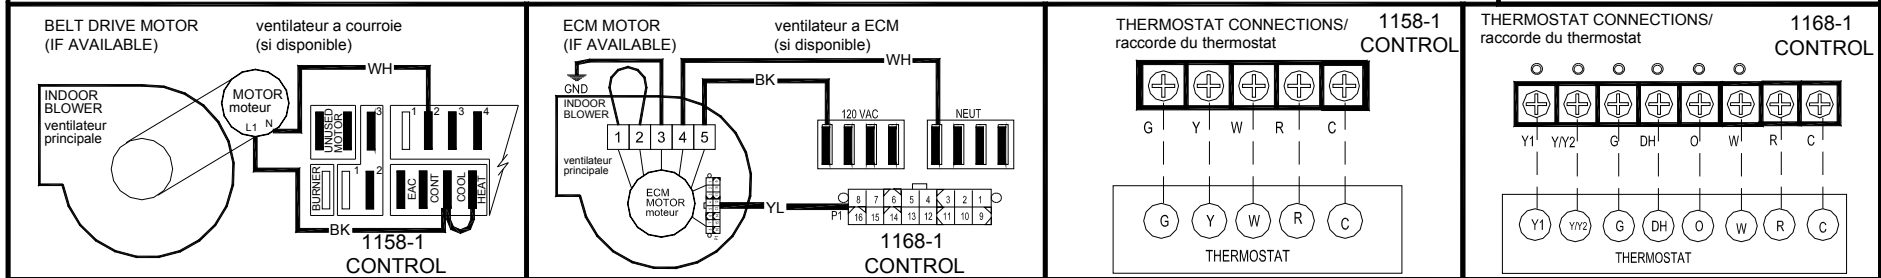 BELT DRIVE MOTOR
(IF AVAILABLE)
ventilateur a courroie
(si disponible)
WH
INDOOR
BLOWER
ventilateur
principale
MOTOR
moteur
L1 N
UNUSED
MOTOR
3
1 2 3 4
BURNER
1 2
EAC
CONT
COOL
HEAT
BK
1158-1
CONTROL
ECM MOTOR
(IF AVAILABLE)
ventilateur a ECM
(si disponible)
WH
BK
GND
INDOOR
BLOWER
1 2 3 4 5
120 VAC
NEUT
ventilateur
principale
ECM
MOTOR
moteur
YL
P1
8 7 6 5 4 3 2 1
16 15 14 13 12 11 10 9
1168-1
CONTROL
THERMOSTAT CONNECTIONS/
raccorde du thermostat
1158-1
CONTROL
G Y W R C
G Y W R C
THERMOSTAT
THERMOSTAT CONNECTIONS/
raccorde du thermostat
1168-1
CONTROL
Y1 Y/Y2 G DH O W R C
Y1 Y/Y2 G DH O W R C
THERMOSTAT